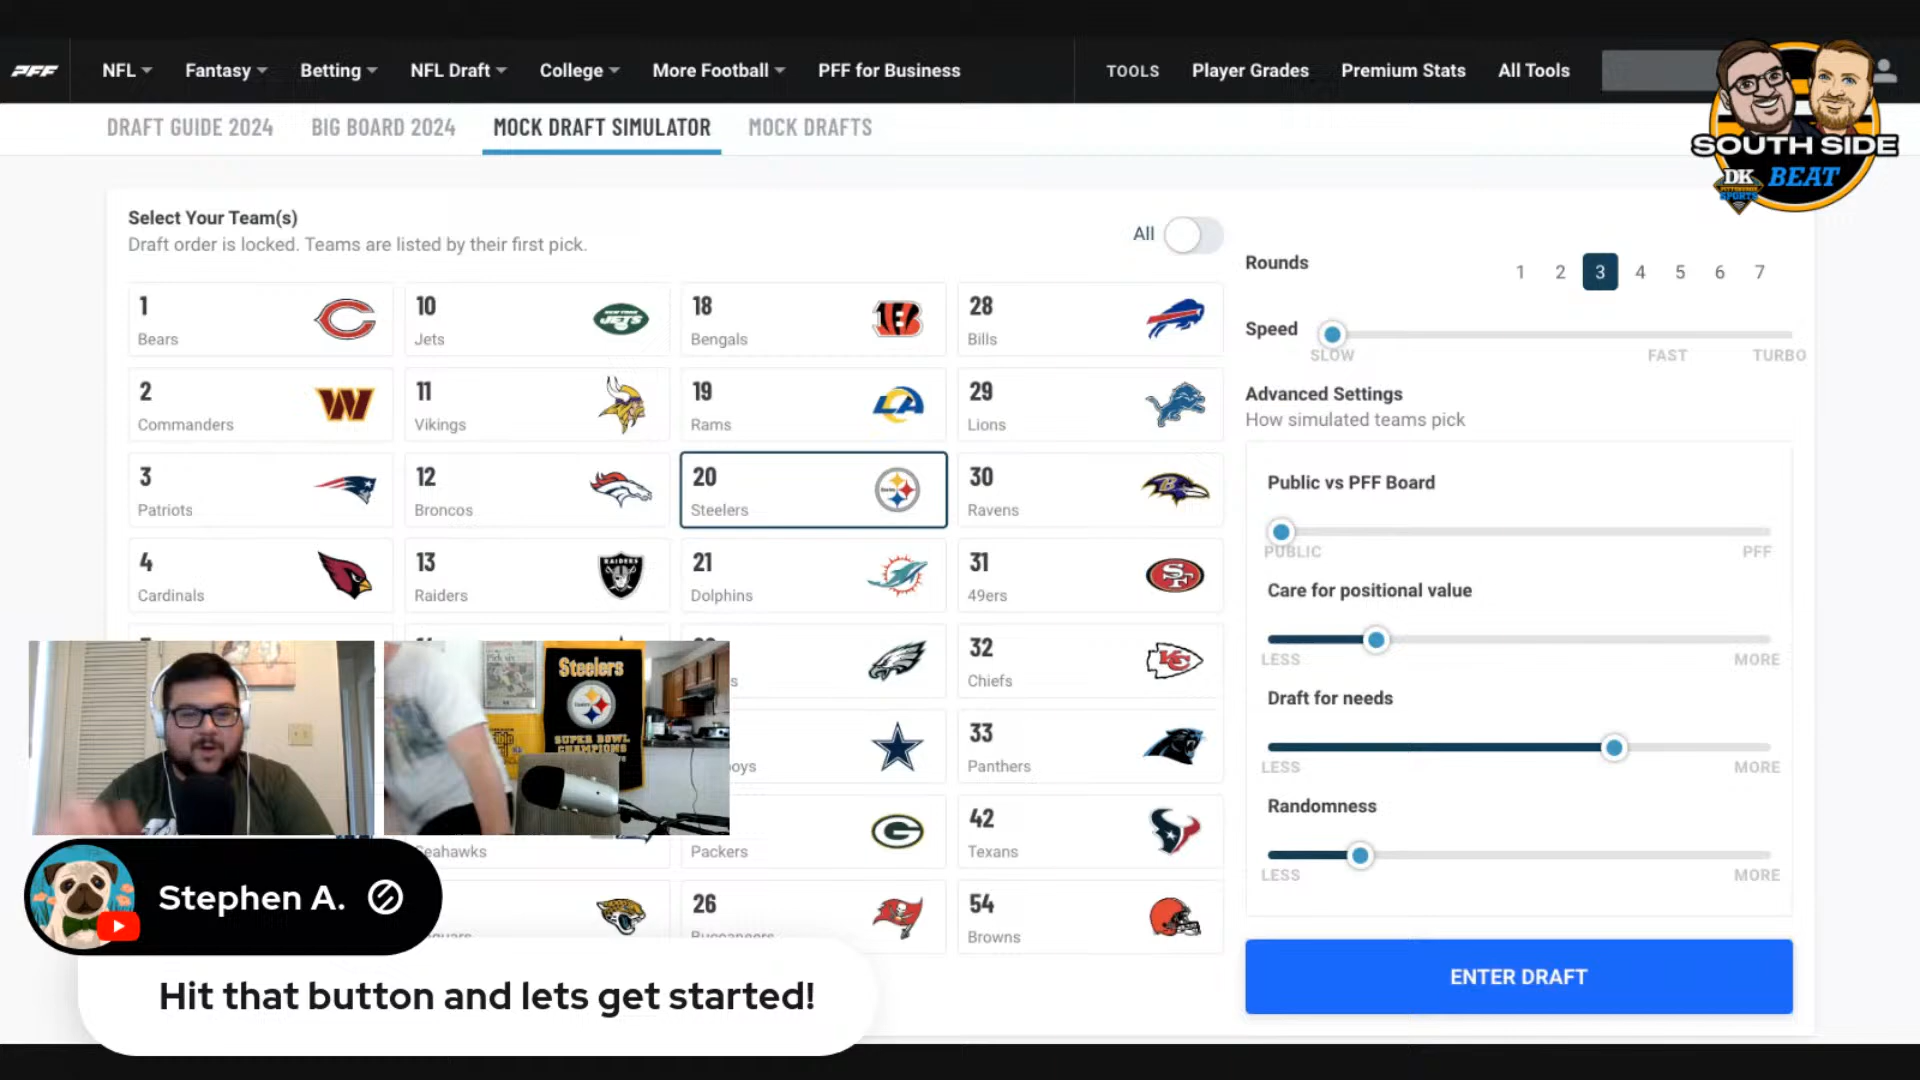 PFF
NFL
Fantasy
Betting
NFL Draft
College
More Football
PFF for Business
TOOLS
Player Grades
Premium Stats
All Tools
SOUTH SIDE
DK
PITTSBURGH
SPORTS
BEAT
DRAFT GUIDE 2024
BIG BOARD 2024
MOCK DRAFT SIMULATOR
MOCK DRAFTS
Select Your Team(s)
Draft order is locked. Teams are listed by their first pick.
All
1
Bears
10
Jets
18
Bengals
28
Bills
2
Commanders
11
Vikings
19
Rams
29
Lions
3
Patriots
12
Broncos
20
Steelers
30
Ravens
4
Cardinals
13
Raiders
RAIDERS
21
Dolphins
31
49ers
32
Chiefs
33
Panthers
Packers
42
Texans
26
54
Browns
Rounds
1 2 3 4 5 6 7
Speed
SLOW
FAST
TURBO
Advanced Settings
How simulated teams pick
Public vs PFF Board
PUBLIC
PFF
Care for positional value
LESS
MORE
Draft for needs
LESS
MORE
Randomness
LESS
MORE
ENTER DRAFT
Steelers
SUPER BOWL
CHAMPIONS
Stephen A.
Hit that button and lets get started!